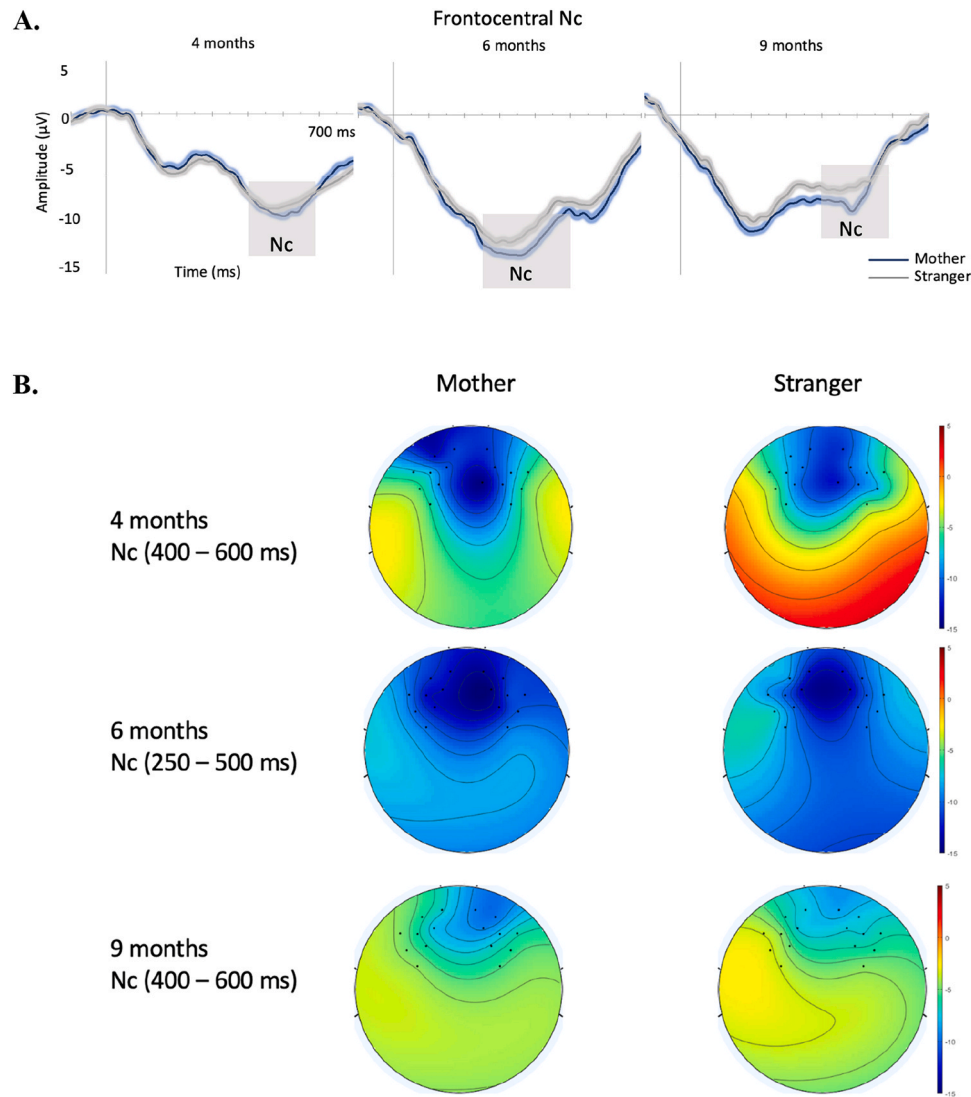 A.
Frontocentral Nc
4 months
6 months
9 months
Amplitude (μV)
5
0
-5
-10
-15
700 ms
Nc
Nc
Nc
Time (ms)
Mother
Stranger
B.
Mother
Stranger
4 months
Nc (400 – 600 ms)
5
0
-5
-10
-15
6 months
Nc (250 – 500 ms)
5
0
-5
-10
-15
9 months
Nc (400 – 600 ms)
5
0
-5
-10
-15